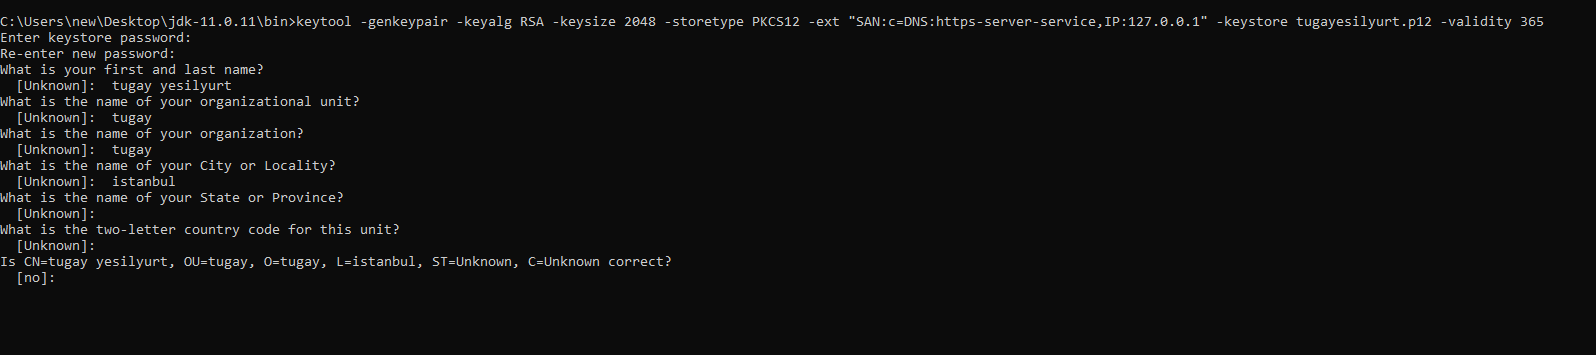 C:\Users\new\Desktop\jdk-11.0.11\bin>keytool -genkeypair -keyalg RSA -keysize 2048 -storetype PKCS12 -ext "SAN:c=DNS:https-server-service,IP:127.0.0.1" -keystore tugayesilyurt.p12 -validity 365
Enter keystore password:
Re-enter new password:
What is your first and last name?
  [Unknown]:  tugay yesilyurt
What is the name of your organizational unit?
  [Unknown]:  tugay
What is the name of your organization?
  [Unknown]:  tugay
What is the name of your City or Locality?
  [Unknown]:  istanbul
What is the name of your State or Province?
  [Unknown]:
What is the two-letter country code for this unit?
  [Unknown]:
Is CN=tugay yesilyurt, OU=tugay, O=tugay, L=istanbul, ST=Unknown, C=Unknown correct?
  [no]: